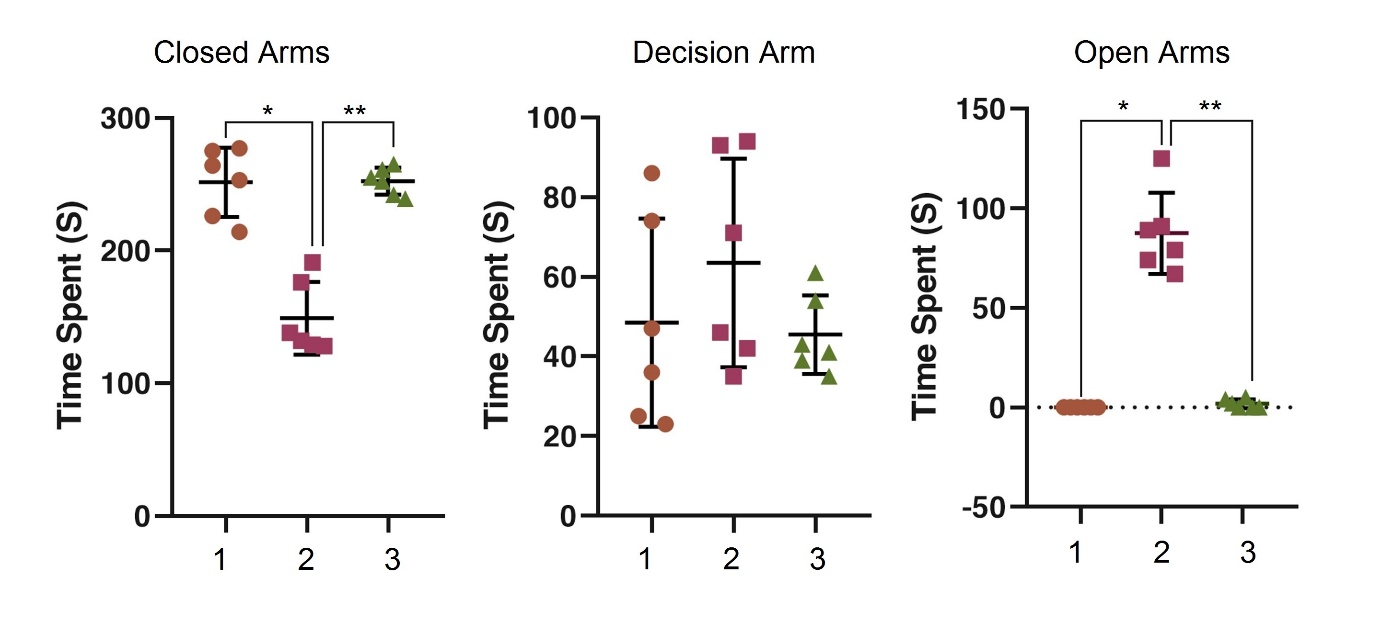 Closed Arms
Decision Arm
Open Arms
Time Spent (S)
300
200
100
0
* **
1 2 3
Time Spent (S)
100
80
60
40
20
0
1 2 3
Time Spent (S)
150
100
50
0
-50
* **
1 2 3